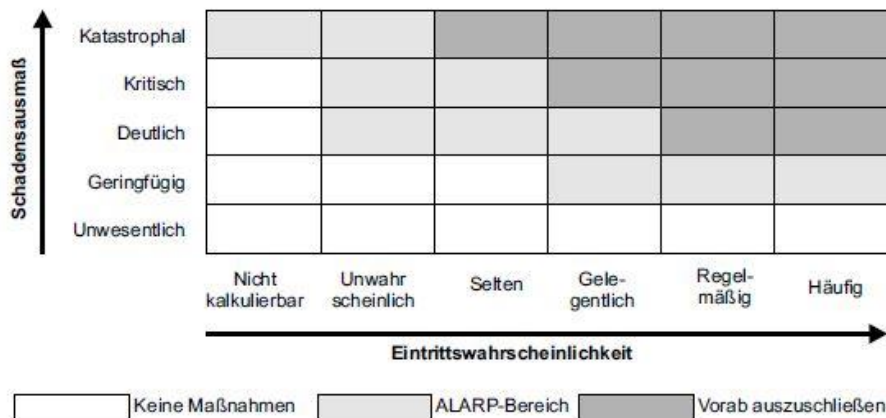 Schadensausmaß
Katastrophal
Kritisch
Deutlich
Geringfügig
Unwesentlich
Nicht
kalkulierbar
Unwahr
scheinlich
Selten
Gele-
gentlich
Regel-
mäßig
Häufig
Eintrittswahrscheinlichkeit
Keine Maßnahmen
ALARP-Bereich
Vorab auszuschließen